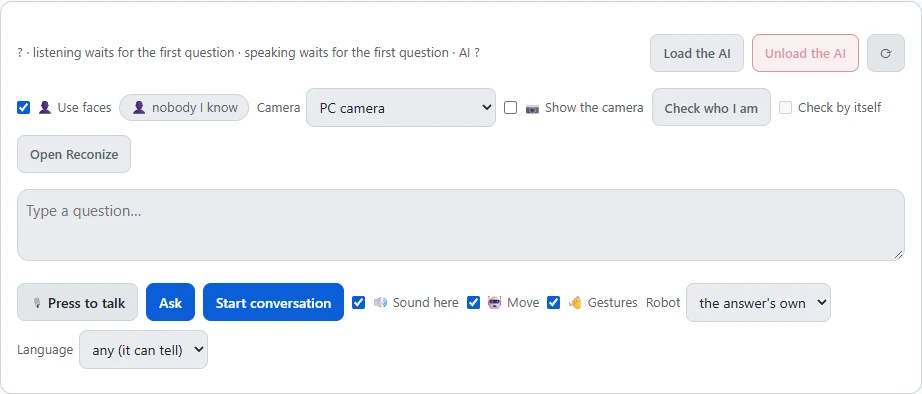 ? · listening waits for the first question · speaking waits for the first question · AI ? Load the AI Unload the AI
Use faces nobody I know Camera PC camera Show the camera Check who I am Check by itself
Open Reconize
Type a question...
Press to talk Ask Start conversation Sound here Move Gestures Robot the answer's own
Language any (it can tell)